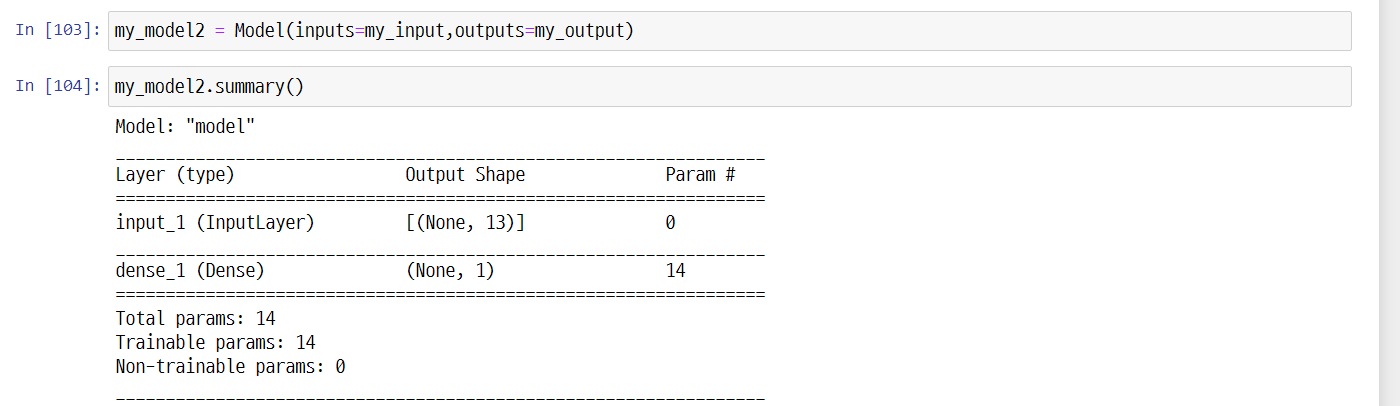 In [103]: my_model2 = Model(inputs=my_input,outputs=my_output)
In [104]: my_model2.summary()
Model: "model"
_________________________________________________________________
Layer (type)                 Output Shape              Param #
=================================================================
input_1 (InputLayer)         [(None, 13)]              0
_________________________________________________________________
dense_1 (Dense)              (None, 1)                 14
=================================================================
Total params: 14
Trainable params: 14
Non-trainable params: 0
_________________________________________________________________